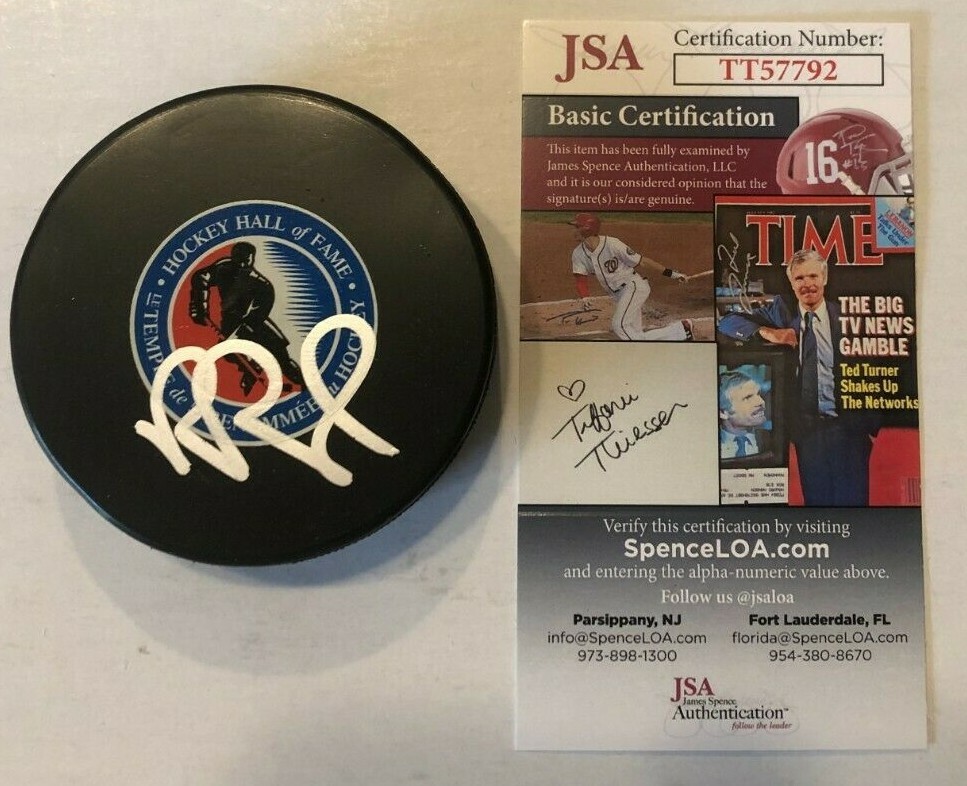 HOCKEY HALL of FAME
LE TEMPLE de
HOCKEY
JSA
Certification Number:
TT57792
Basic Certification
This item has been fully examined by
James Spence Authentication, LLC
and it is our considered opinion that the
signature(s) is/are genuine.
16
#16
W
TIME
THE BIG
TV NEWS
GAMBLE
Ted Turner
Shakes Up
The Networks
Tiffani
Thiessen
Verify this certification by visiting
SpenceLOA.com
and entering the alpha-numeric value above.
Follow us @jsaloa
Parsippany, NJ
info@SpenceLOA.com
973-898-1300
Fort Lauderdale, FL
florida@SpenceLOA.com
954-380-8670
JSA
James Spence
Authentication™
follow the leader